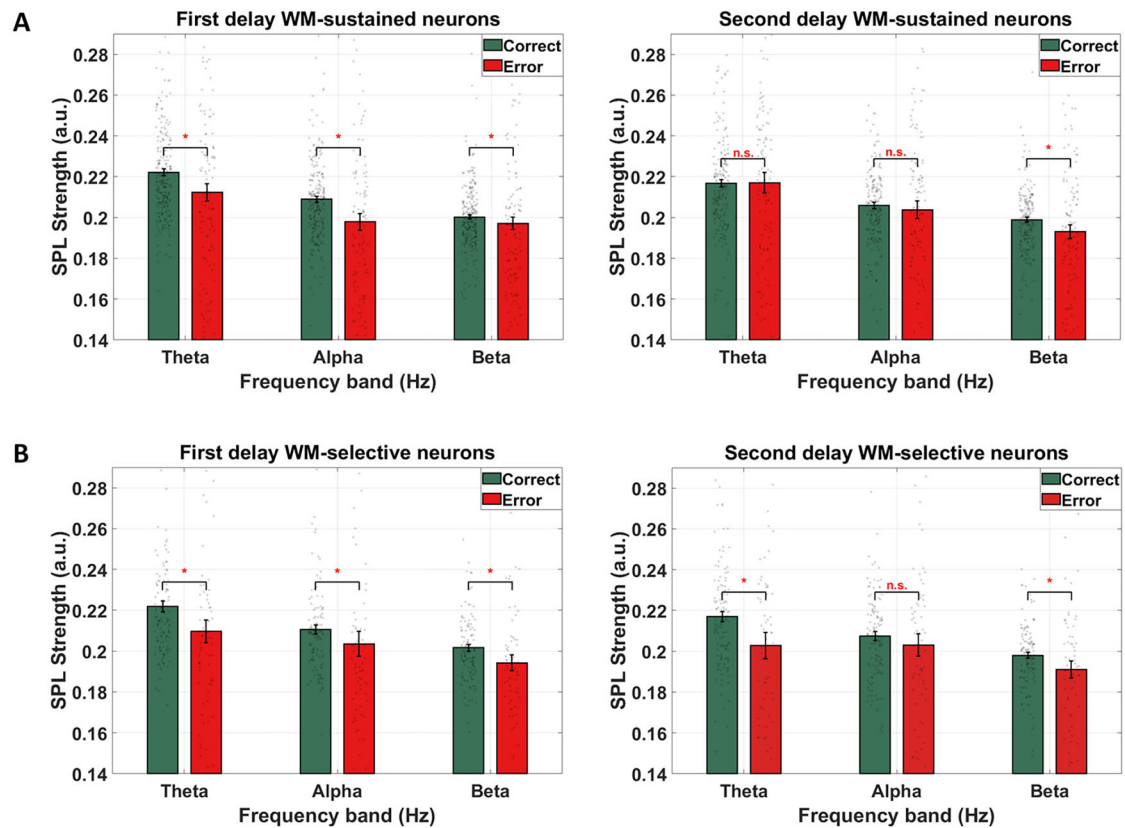 A
First delay WM-sustained neurons
SPL Strength (a.u.)
0.28
0.26
0.24
0.22
0.2
0.18
0.16
0.14
Correct
Error
*
*
*
Theta
Alpha
Beta
Frequency band (Hz)
Second delay WM-sustained neurons
SPL Strength (a.u.)
0.28
0.26
0.24
0.22
0.2
0.18
0.16
0.14
Correct
Error
n.s.
n.s.
*
Theta
Alpha
Beta
Frequency band (Hz)
B
First delay WM-selective neurons
SPL Strength (a.u.)
0.28
0.26
0.24
0.22
0.2
0.18
0.16
0.14
Correct
Error
*
*
*
Theta
Alpha
Beta
Frequency band (Hz)
Second delay WM-selective neurons
SPL Strength (a.u.)
0.28
0.26
0.24
0.22
0.2
0.18
0.16
0.14
Correct
Error
*
n.s.
*
Theta
Alpha
Beta
Frequency band (Hz)